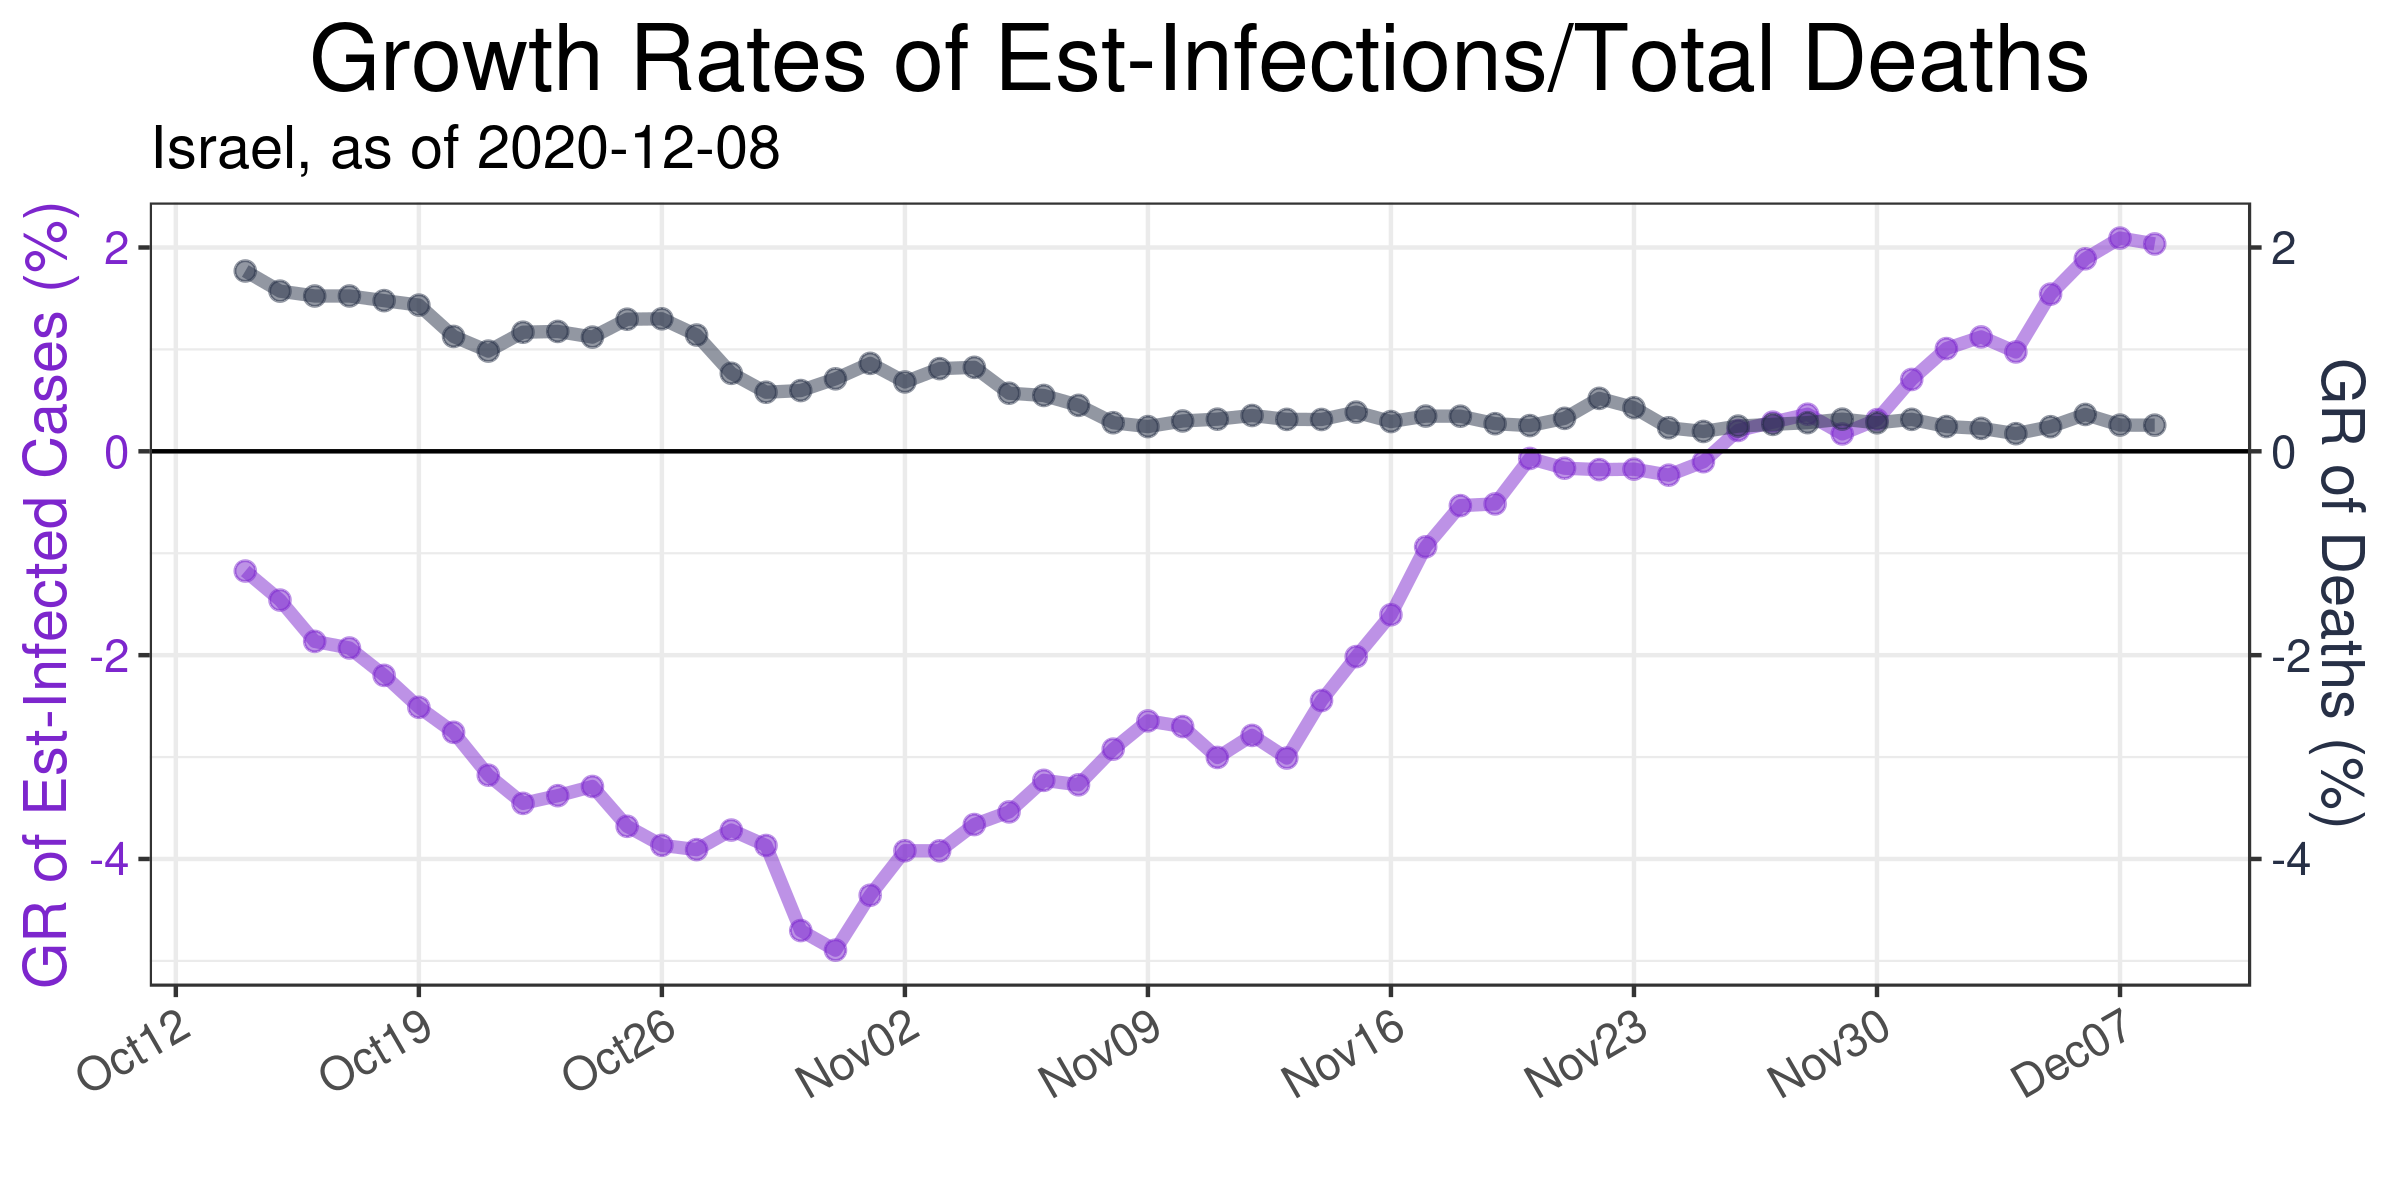 Growth Rates of Est-Infections/Total Deaths
Israel, as of 2020-12-08
GR of Est-Infected Cases (%)
2
0
-2
-4
2
0
-2
-4
GR of Deaths (%)
Oct12
Oct19
Oct26
Nov02
Nov09
Nov16
Nov23
Nov30
Dec07